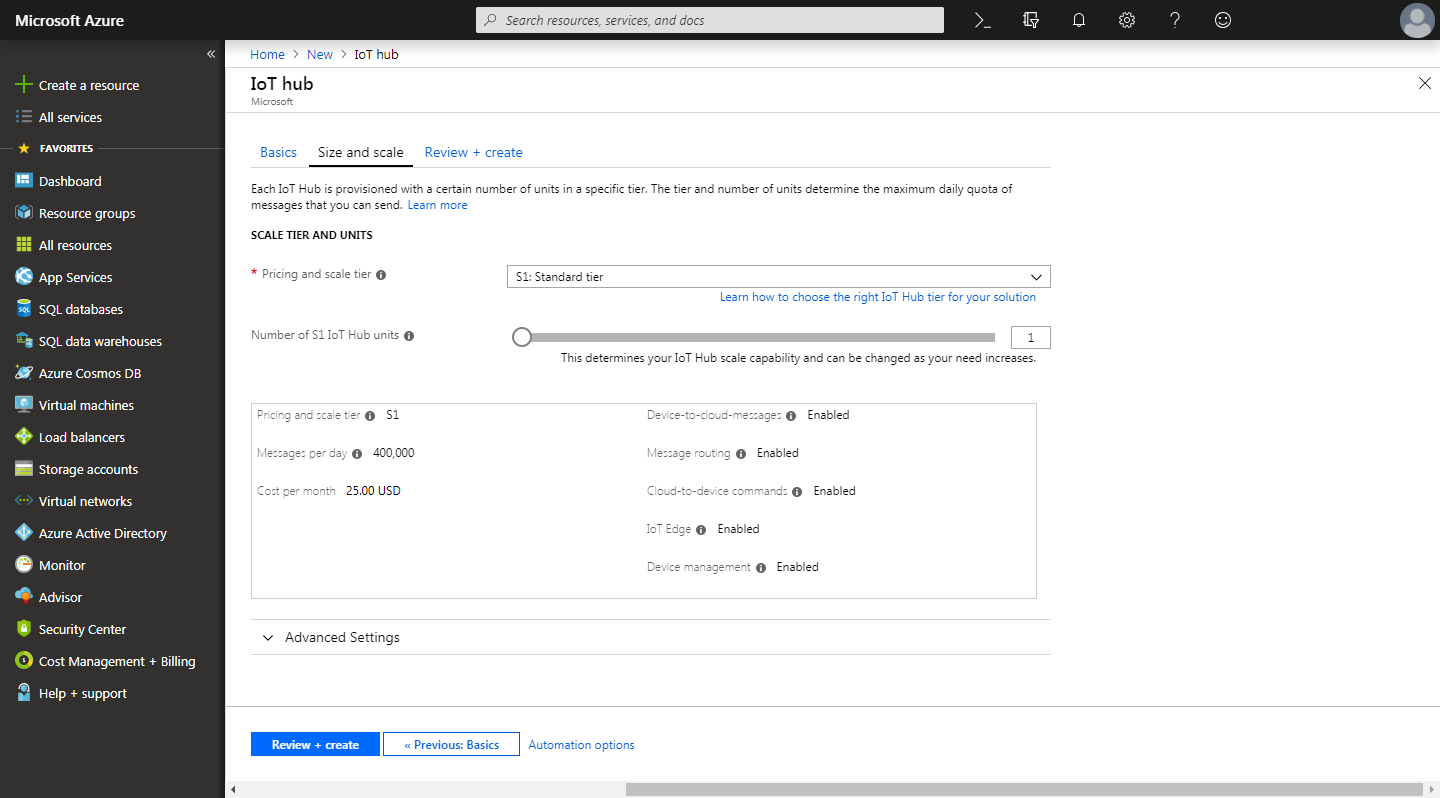 Microsoft Azure
Search resources, services, and docs
Create a resource
All services
FAVORITES
Dashboard
Resource groups
All resources
App Services
SQL databases
SQL data warehouses
Azure Cosmos DB
Virtual machines
Load balancers
Storage accounts
Virtual networks
Azure Active Directory
Monitor
Advisor
Security Center
Cost Management + Billing
Help + support
Home > New > IoT hub
IoT hub
Microsoft
Basics Size and scale Review + create
Each IoT Hub is provisioned with a certain number of units in a specific tier. The tier and number of units determine the maximum daily quota of
messages that you can send. Learn more
SCALE TIER AND UNITS
* Pricing and scale tier S1: Standard tier
Learn how to choose the right IoT Hub tier for your solution
Number of S1 IoT Hub units 1
This determines your IoT Hub scale capability and can be changed as your need increases.
Pricing and scale tier S1
Messages per day 400,000
Cost per month 25.00 USD
Device-to-cloud-messages Enabled
Message routing Enabled
Cloud-to-device commands Enabled
IoT Edge Enabled
Device management Enabled
Advanced Settings
Review + create « Previous: Basics Automation options